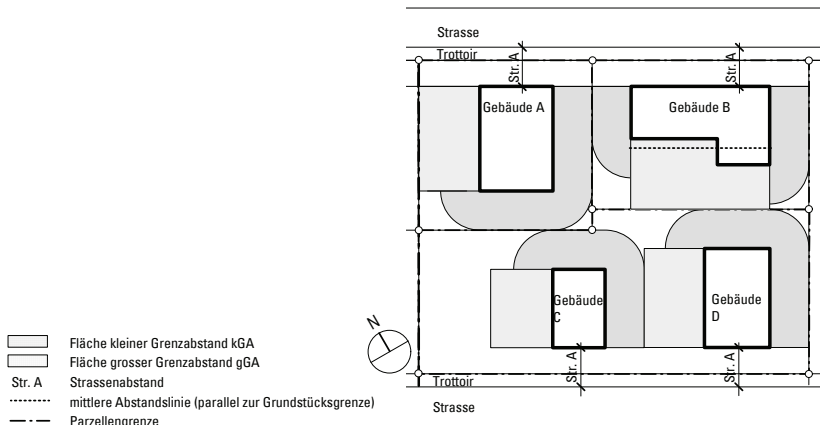 Strasse
Trottoir
Str. A
Str. A
Gebäude A
Gebäude B
Gebäude
C
Gebäude
D
N
Fläche kleiner Grenzabstand kGA
Fläche grosser Grenzabstand gGA
Str. A Strassenabstand
mittlere Abstandslinie (parallel zur Grundstücksgrenze)
Parzellengrenze
Str. A
Str. A
Trottoir
Strasse